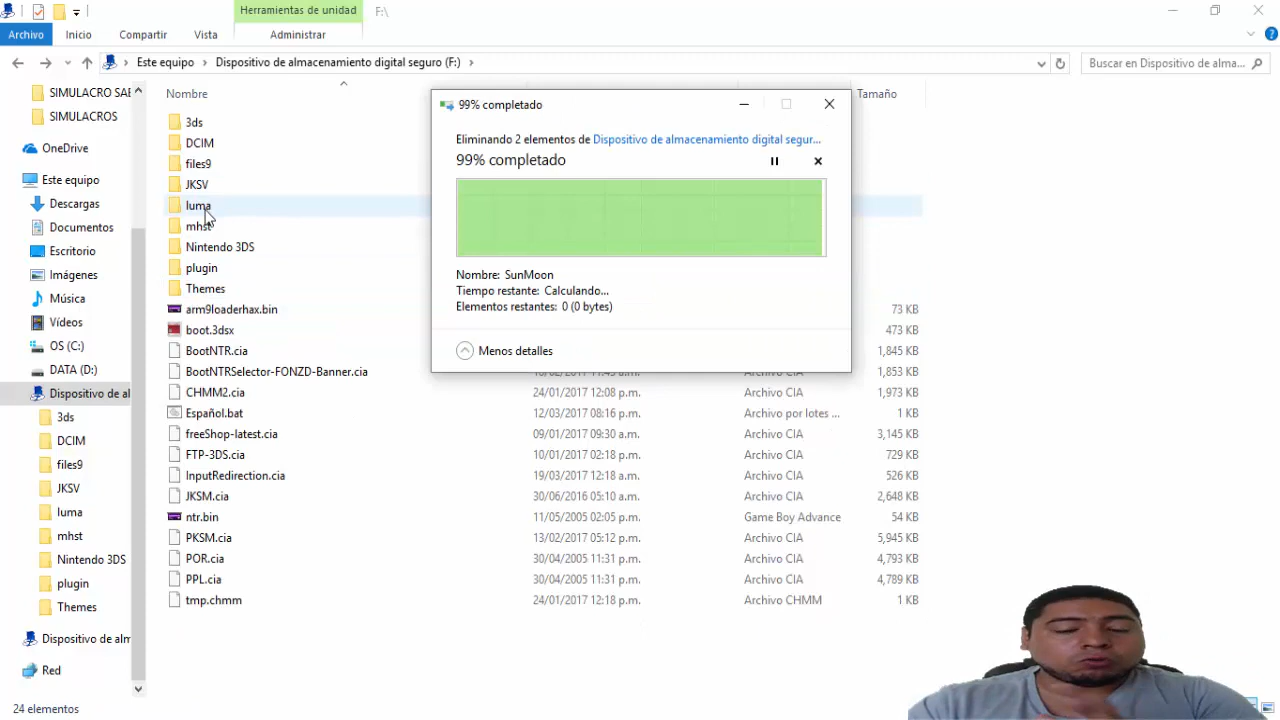 Herramientas de unidad
F:\
Archivo
Inicio
Compartir
Vista
Administrar
Este equipo
Dispositivo de almacenamiento digital seguro (F:)
Buscar en Dispositivo de alma...
SIMULACRO SAB
SIMULACROS
OneDrive
Este equipo
Descargas
Documentos
Escritorio
Imágenes
Música
Vídeos
OS (C:)
DATA (D:)
Dispositivo de al
3ds
DCIM
files9
JKSV
luma
mhst
Nintendo 3DS
plugin
Themes
Dispositivo de alm
Red
24 elementos
Nombre
Tamaño
3ds
DCIM
files9
JKSV
luma
mhst
Nintendo 3DS
plugin
Themes
arm9loaderhax.bin 73 KB
boot.3dsx 473 KB
BootNTR.cia 1,845 KB
BootNTRSelector-FONZD-Banner.cia 16/02/2017 11:45 a.m. Archivo CIA 1,853 KB
CHMM2.cia 24/01/2017 12:08 p.m. Archivo CIA 1,973 KB
Español.bat 12/03/2017 08:16 p.m. Archivo por lotes ... 1 KB
freeShop-latest.cia 09/01/2017 09:30 a.m. Archivo CIA 3,145 KB
FTP-3DS.cia 10/01/2017 02:18 p.m. Archivo CIA 729 KB
InputRedirection.cia 19/03/2017 12:18 a.m. Archivo CIA 526 KB
JKSM.cia 30/06/2016 05:10 a.m. Archivo CIA 2,648 KB
ntr.bin 11/05/2005 02:05 p.m. Game Boy Advance 54 KB
PKSM.cia 13/02/2017 05:12 p.m. Archivo CIA 5,945 KB
POR.cia 30/04/2005 11:31 p.m. Archivo CIA 4,793 KB
PPL.cia 30/04/2005 11:31 p.m. Archivo CIA 4,789 KB
tmp.chmm 24/01/2017 12:18 p.m. Archivo CHMM 1 KB
99% completado
Eliminando 2 elementos de Dispositivo de almacenamiento digital segur...
99% completado
Nombre: SunMoon
Tiempo restante: Calculando...
Elementos restantes: 0 (0 bytes)
Menos detalles